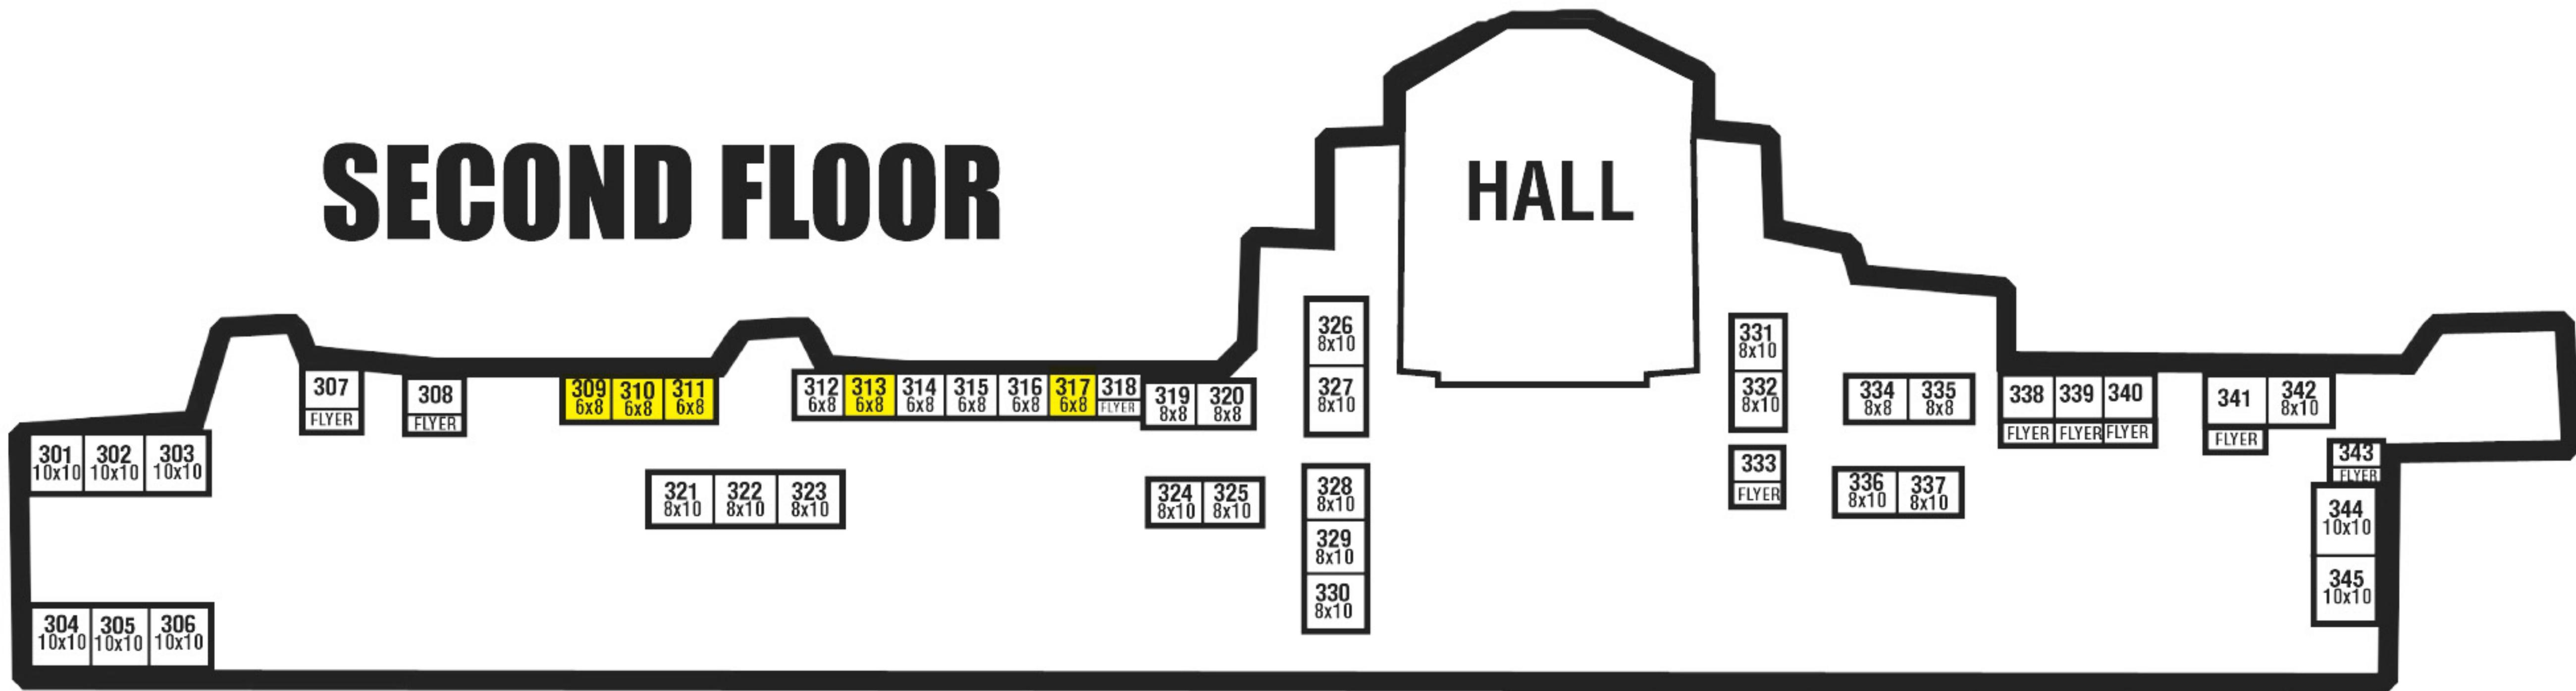 SECOND FLOOR
HALL
301
10x10
302
10x10
303
10x10
304
10x10
305
10x10
306
10x10
307
FLYER
308
FLYER
309
6x8
310
6x8
311
6x8
312
6x8
313
6x8
314
6x8
315
6x8
316
6x8
317
6x8
318
FLYER
319
8x8
320
8x8
321
8x10
322
8x10
323
8x10
324
8x10
325
8x10
326
8x10
327
8x10
328
8x10
329
8x10
330
8x10
331
8x10
332
8x10
333
FLYER
334
8x8
335
8x8
336
8x10
337
8x10
338
FLYER
339
FLYER
340
FLYER
341
FLYER
342
8x10
343
FLYER
344
10x10
345
10x10